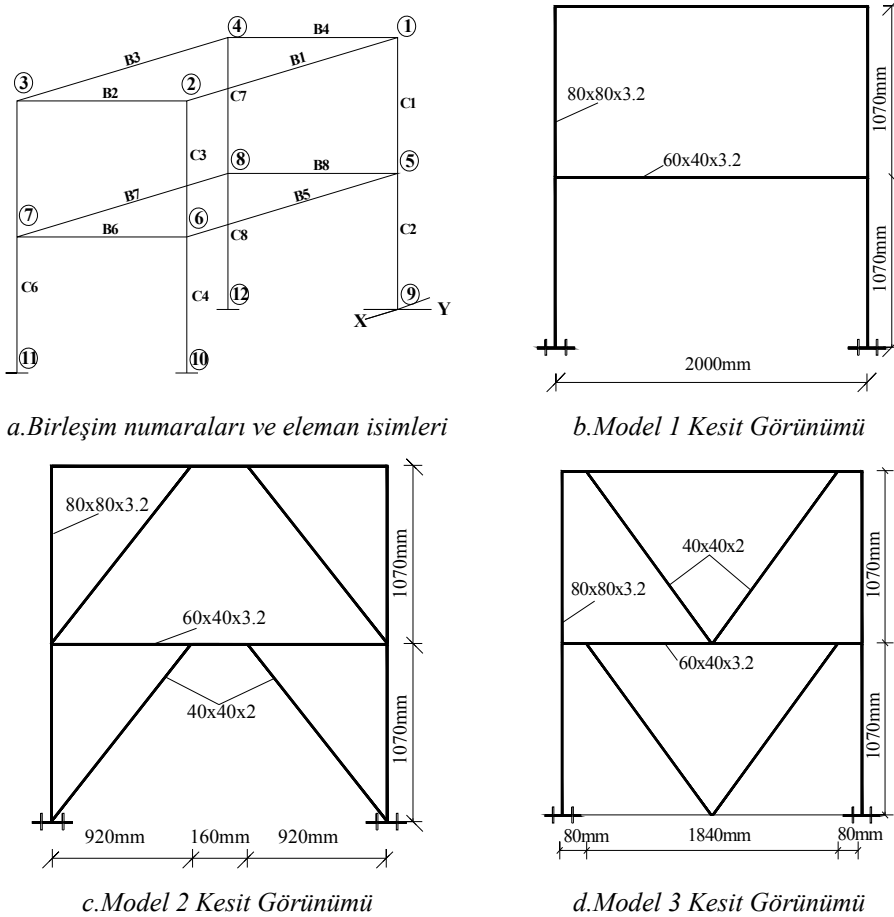 4
B4
1
B3
B1
3
2
B2
C7
C1
C3
8
B8
5
B7
B5
7
6
B6
C8
C2
C6
C4
12
9
X
Y
11
10
a.Birleşim numaraları ve eleman isimleri
80x80x3.2
60x40x3.2
1070mm
1070mm
2000mm
b.Model 1 Kesit Görünümü
80x80x3.2
60x40x3.2
40x40x2
1070mm
1070mm
920mm
160mm
920mm
c.Model 2 Kesit Görünümü
40x40x2
80x80x3.2
60x40x3.2
1070mm
1070mm
80mm
1840mm
80mm
d.Model 3 Kesit Görünümü